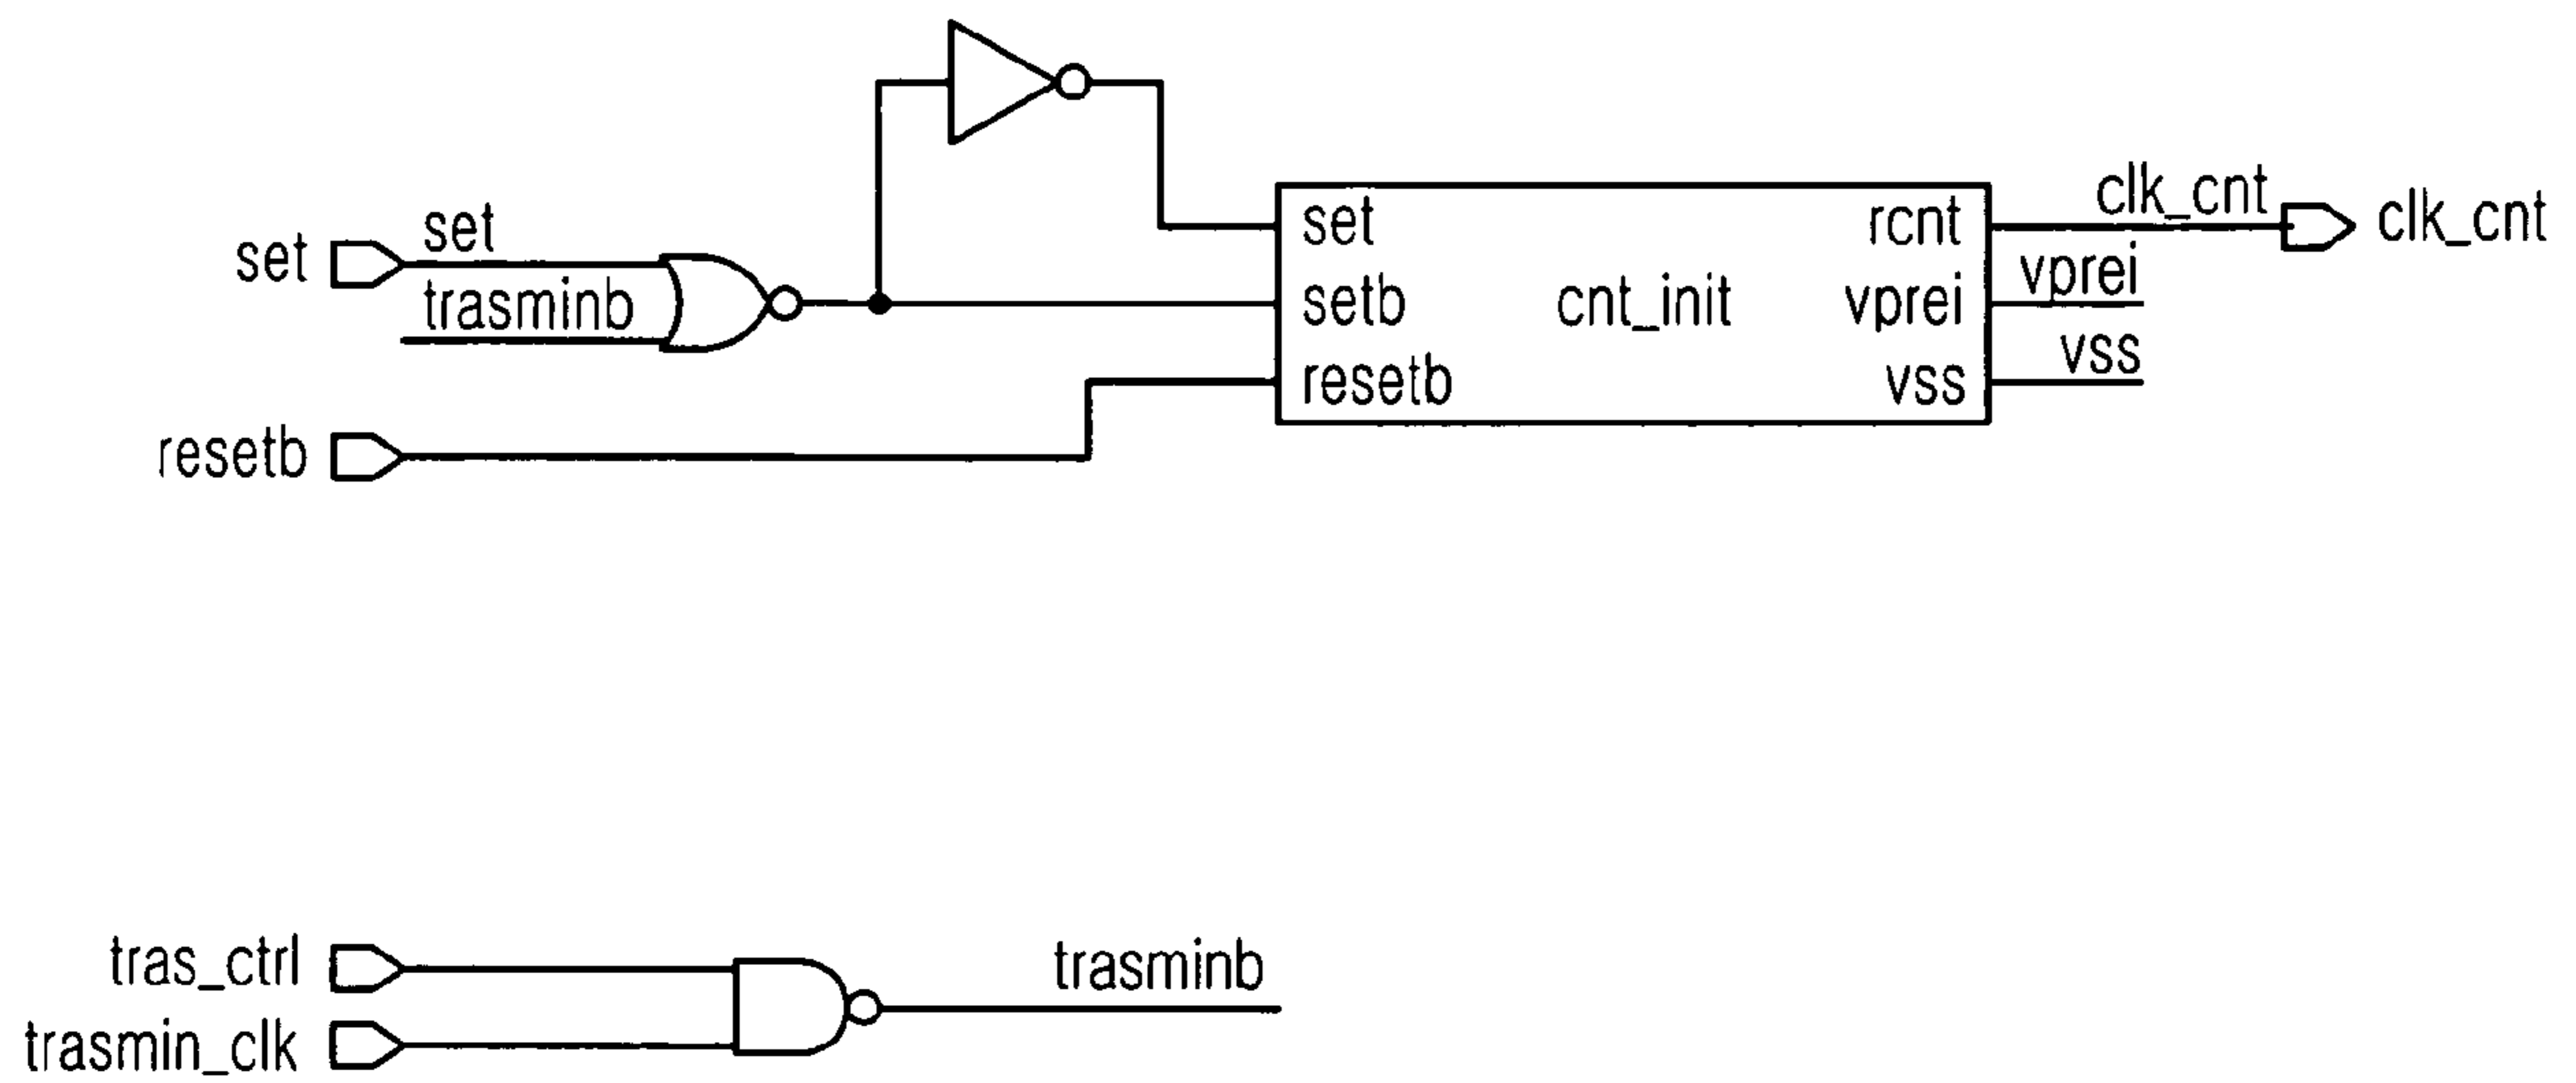 set
set
trasminb
resetb
set
setb
resetb
cnt_init
rcnt
vprei
vss
clk_cnt
vprei
vss
clk_cnt
tras_ctrl
trasmin_clk
trasminb